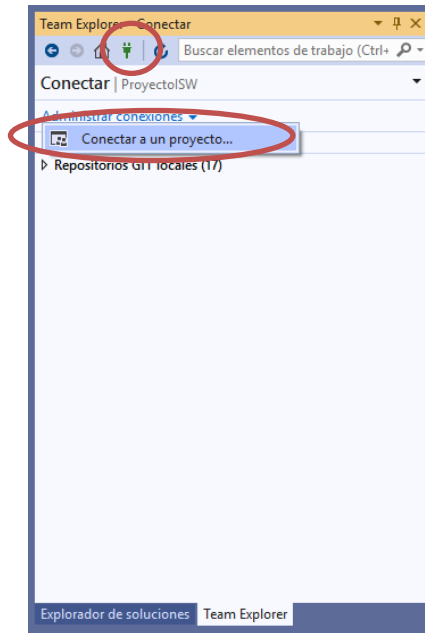 Team Explorer - Conectar
Buscar elementos de trabajo (Ctrl+
Conectar | ProyectoISW
Administrar conexiones
Conectar a un proyecto...
Repositorios GIT locales (17)
Explorador de soluciones Team Explorer